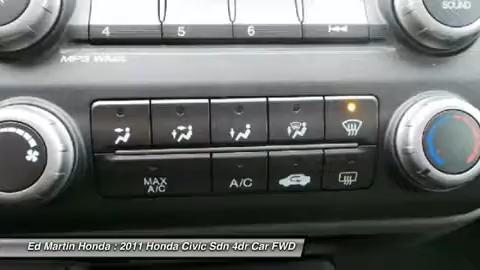 SOUND
4 5 6
MP3 WMA
MAX
A/C
A/C
Ed Martin Honda : 2011 Honda Civic Sdn 4dr Car FWD